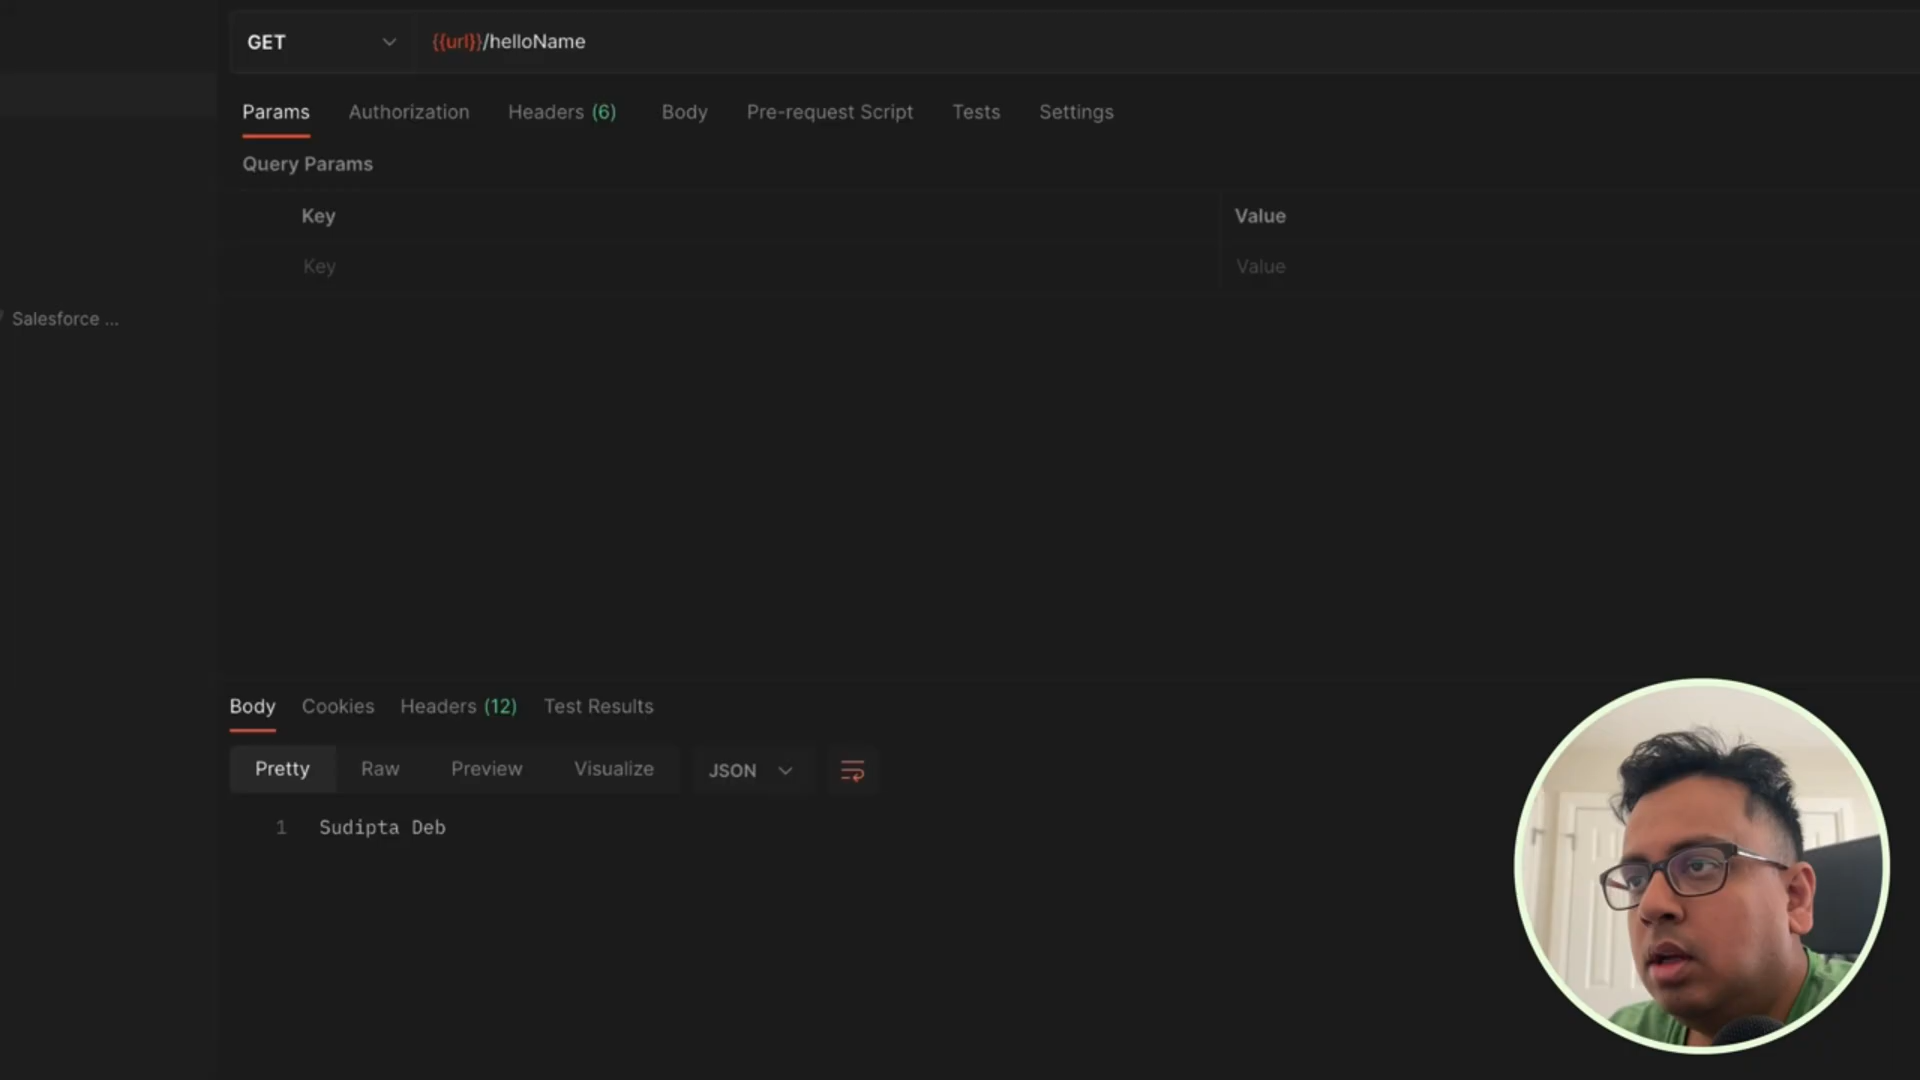 GET {{url}}/helloName
Params Authorization Headers (6) Body Pre-request Script Tests Settings
Query Params
Key Value
Key Value
Salesforce ...
Body Cookies Headers (12) Test Results
Pretty Raw Preview Visualize JSON
1 Sudipta Deb